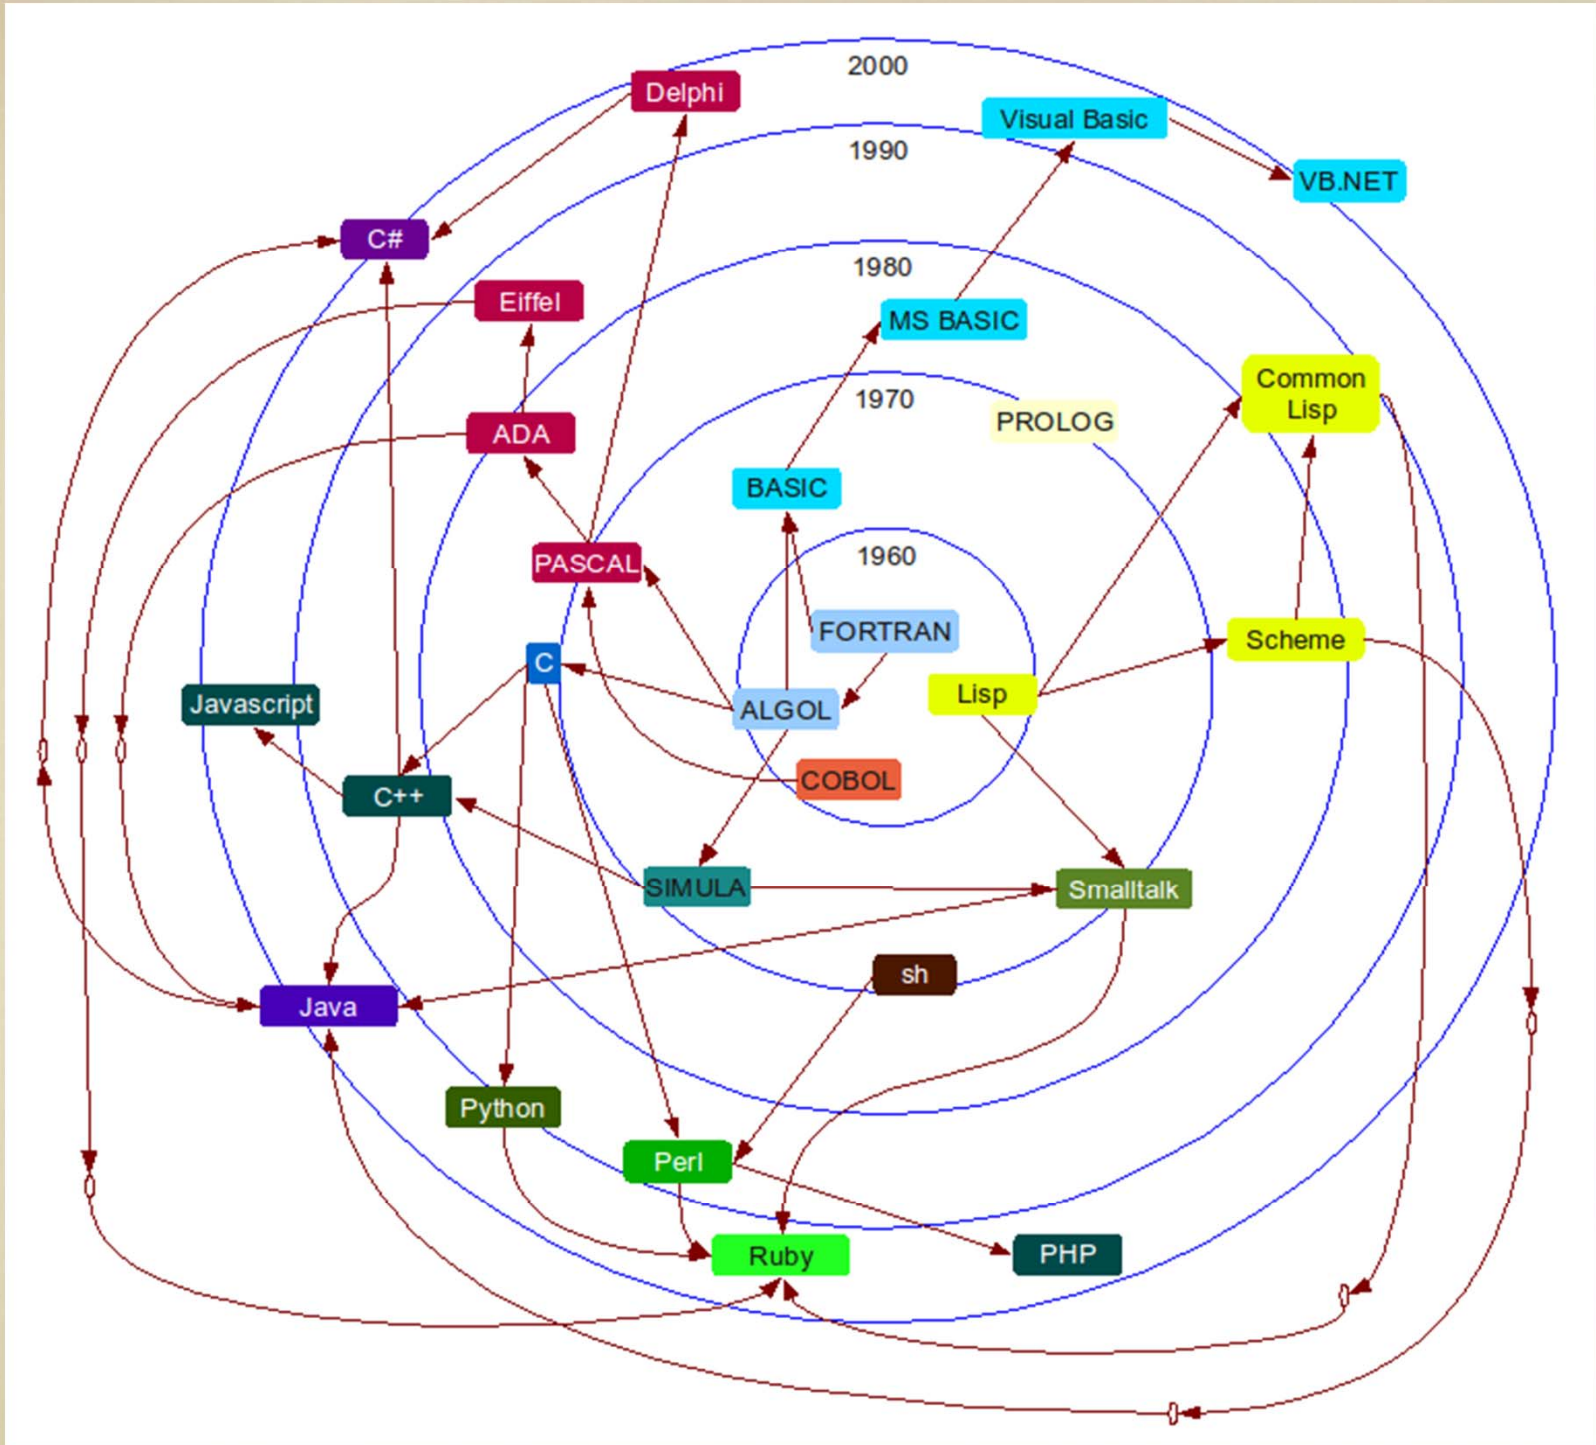 2000
Delphi
Visual Basic
1990
VB.NET
C#
1980
Eiffel
MS BASIC
Common
Lisp
1970
PROLOG
ADA
BASIC
1960
PASCAL
FORTRAN
Scheme
C
Lisp
Javascript
ALGOL
COBOL
C++
SIMULA
Smalltalk
sh
Java
Python
Perl
Ruby
PHP